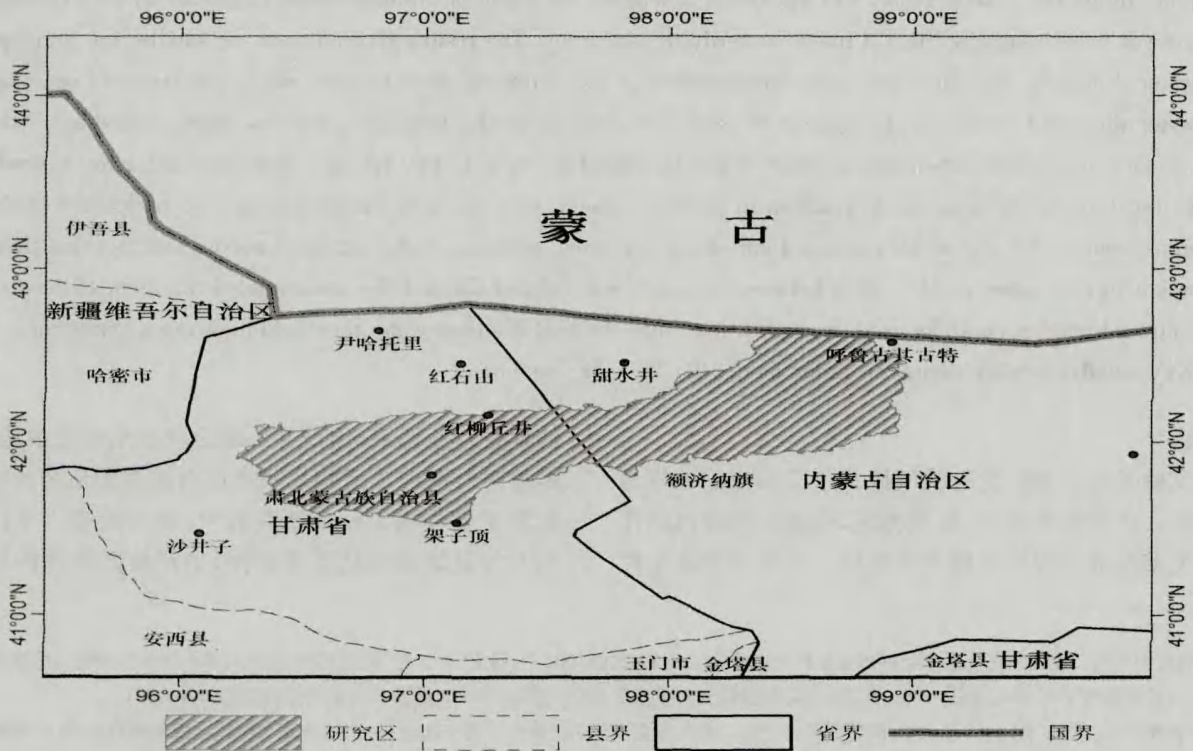 96°0'0"E 97°0'0"E 98°0'0"E 99°0'0"E
44°0'0"N 44°0'0"N
蒙 古
伊吾县
43°0'0"N 43°0'0"N
新疆维吾尔自治区
尹哈托里 呼鲁古其古特
哈密市 红石山 甜水井
红柳丘井
42°0'0"N 42°0'0"N
肃北蒙古族自治县 额济纳旗 内蒙古自治区
甘肃省
沙井子 架子顶
41°0'0"N 41°0'0"N
安西县
玉门市 金塔县 金塔县 甘肃省
96°0'0"E 97°0'0"E 98°0'0"E 99°0'0"E
研究区 县界 省界 国界